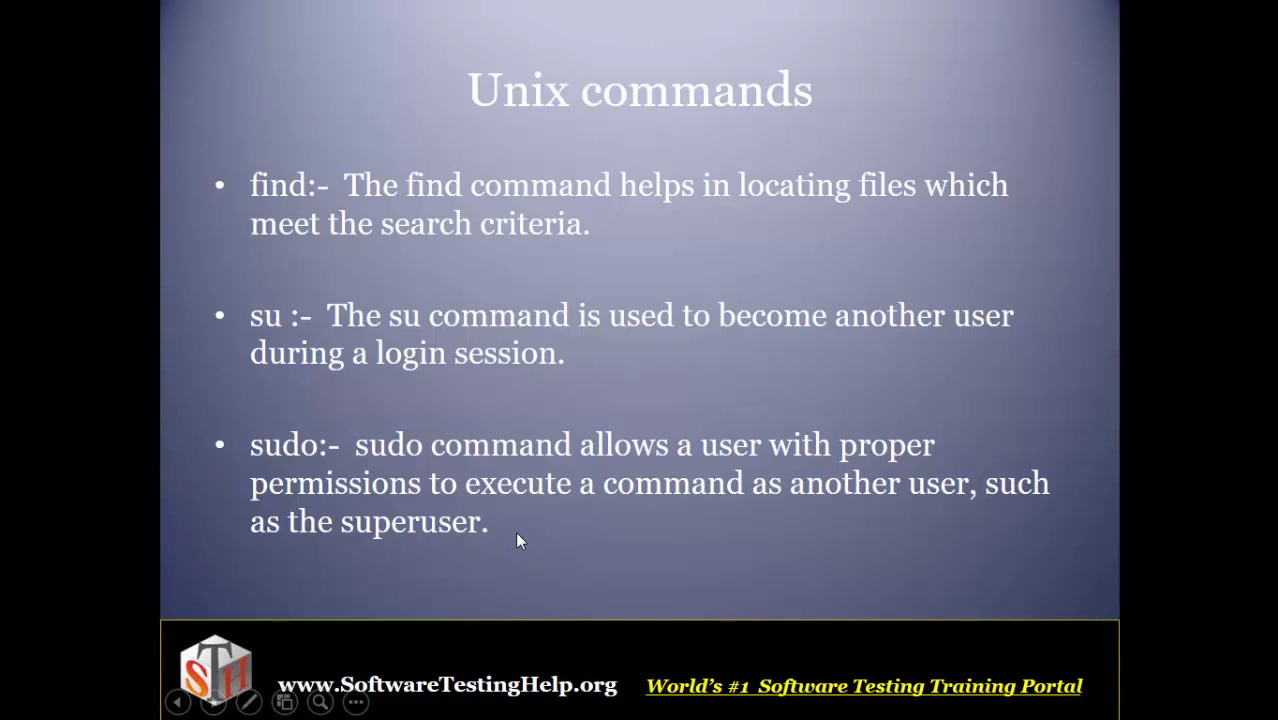 Unix commands
• find:- The find command helps in locating files which
meet the search criteria.
• su :- The su command is used to become another user
during a login session.
• sudo:- sudo command allows a user with proper
permissions to execute a command as another user, such
as the superuser.
STH
www.SoftwareTestingHelp.org World's #1 Software Testing Training Portal